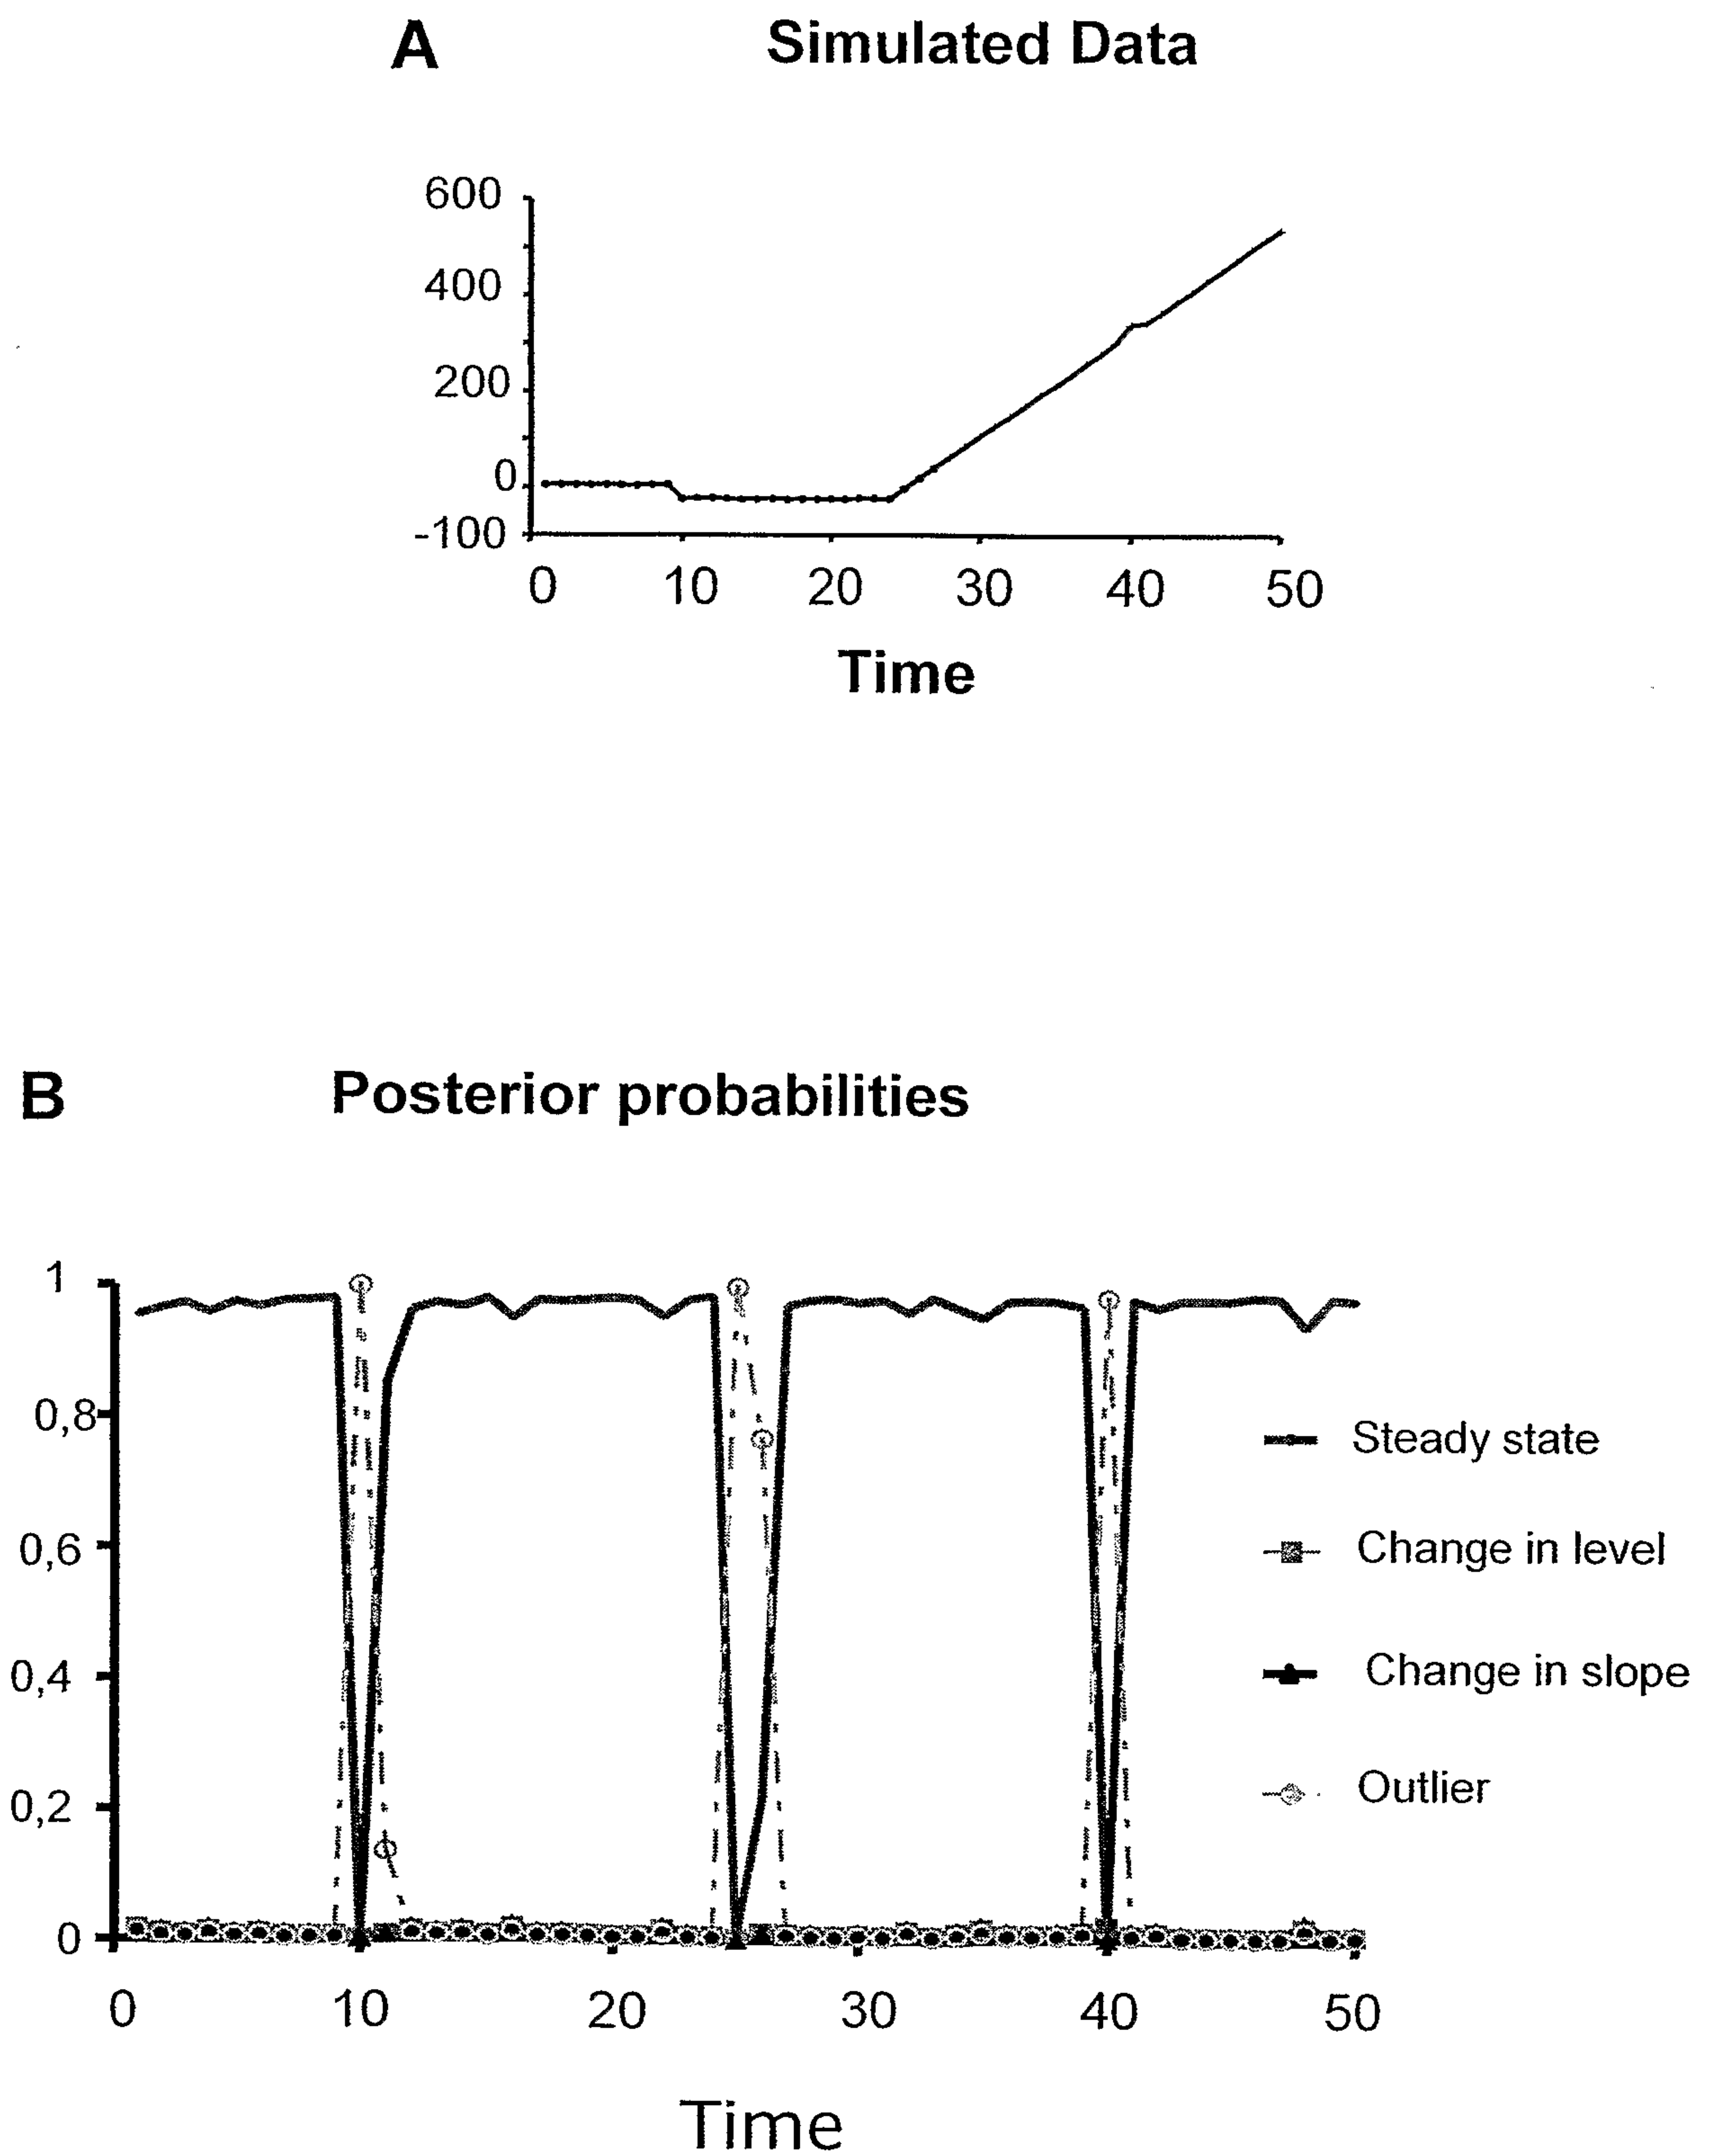 A Simulated Data
600
400
200
0
-100
0 10 20 30 40 50
Time
B Posterior probabilities
1
0,8
0,6
0,4
0,2
0
0 10 20 30 40 50
Time
Steady state
Change in level
Change in slope
Outlier